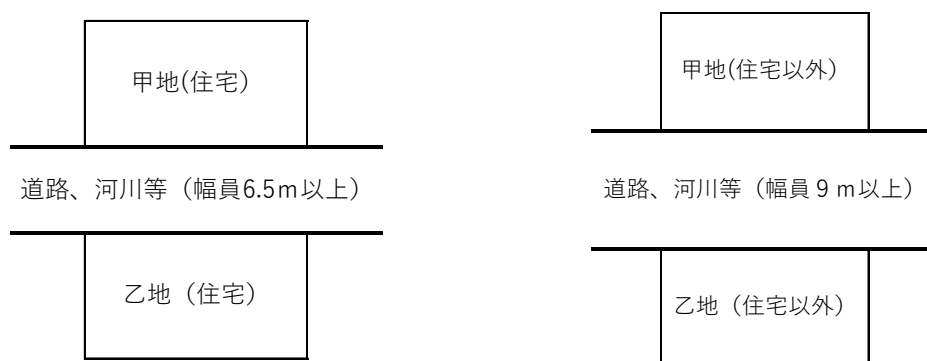 甲地(住宅)
道路、河川等（幅員6.5ｍ以上）
乙地（住宅）
甲地(住宅以外)
道路、河川等（幅員９ｍ以上）
乙地（住宅以外）